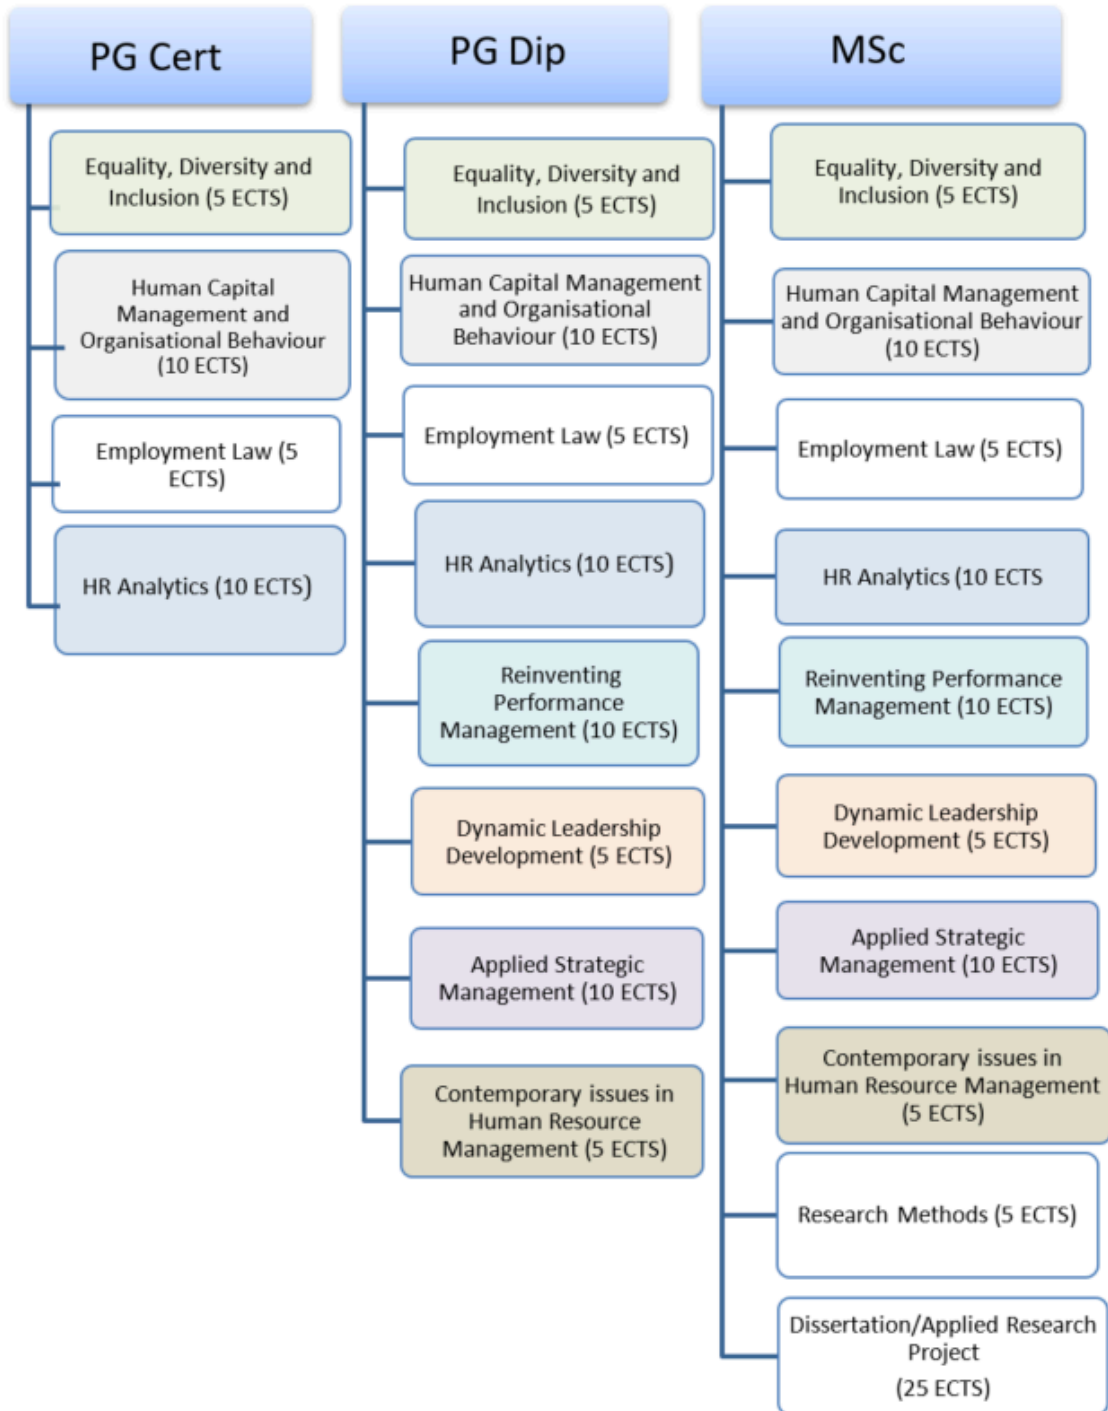 PG Cert
Equality, Diversity and
Inclusion (5 ECTS)
Human Capital
Management and
Organisational Behaviour
(10 ECTS)
Employment Law (5
ECTS)
HR Analytics (10 ECTS)
PG Dip
Equality, Diversity and
Inclusion (5 ECTS)
Human Capital Management
and Organisational
Behaviour (10 ECTS)
Employment Law (5 ECTS)
HR Analytics (10 ECTS)
Reinventing
Performance
Management (10 ECTS)
Dynamic Leadership
Development (5 ECTS)
Applied Strategic
Management (10 ECTS)
Contemporary issues in
Human Resource
Management (5 ECTS)
MSc
Equality, Diversity and
Inclusion (5 ECTS)
Human Capital Management
and Organisational Behaviour
(10 ECTS)
Employment Law (5 ECTS)
HR Analytics (10 ECTS
Reinventing Performance
Management (10 ECTS)
Dynamic Leadership
Development (5 ECTS)
Applied Strategic
Management (10 ECTS)
Contemporary issues in
Human Resource Management
(5 ECTS)
Research Methods (5 ECTS)
Dissertation/Applied Research
Project
(25 ECTS)